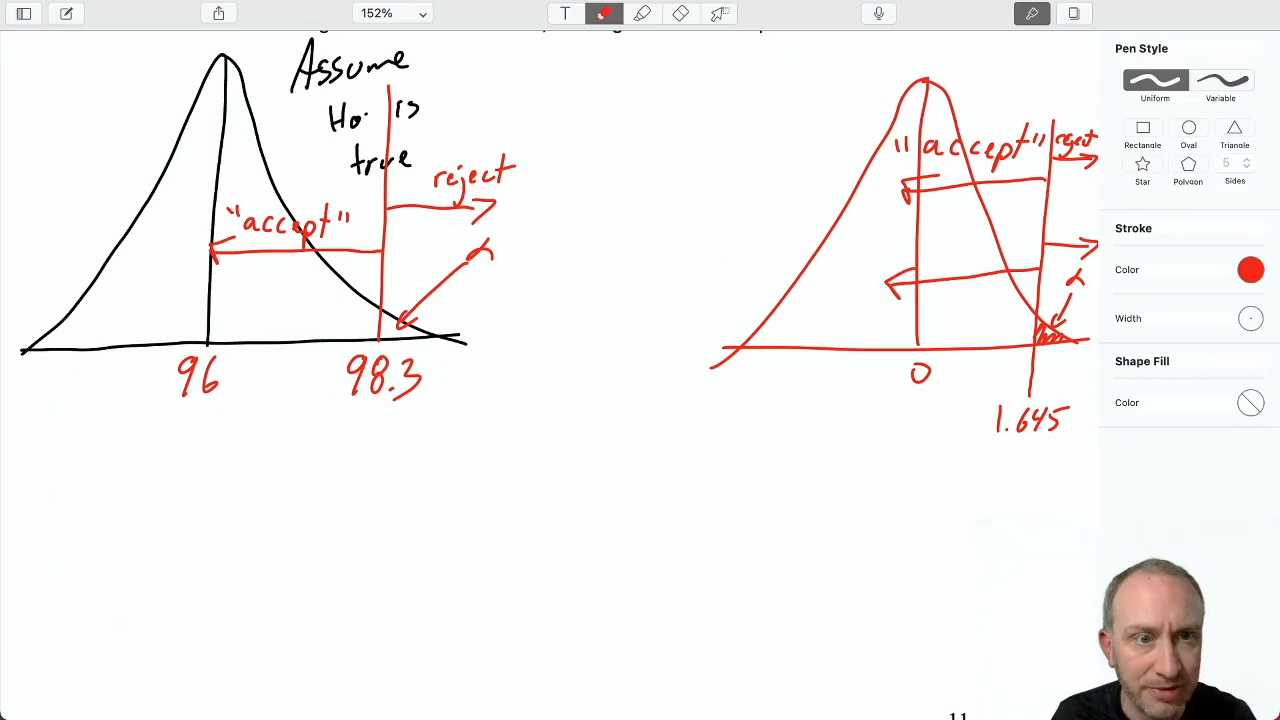 152%
T
Assume
Ho. is
true
reject
"accept"
α
96
98.3
"accept"
reject
α
0
1.645
11
Pen Style
Uniform
Variable
Rectangle
Oval
Triangle
Star
Polygon
5
Sides
Stroke
Color
Width
Shape Fill
Color